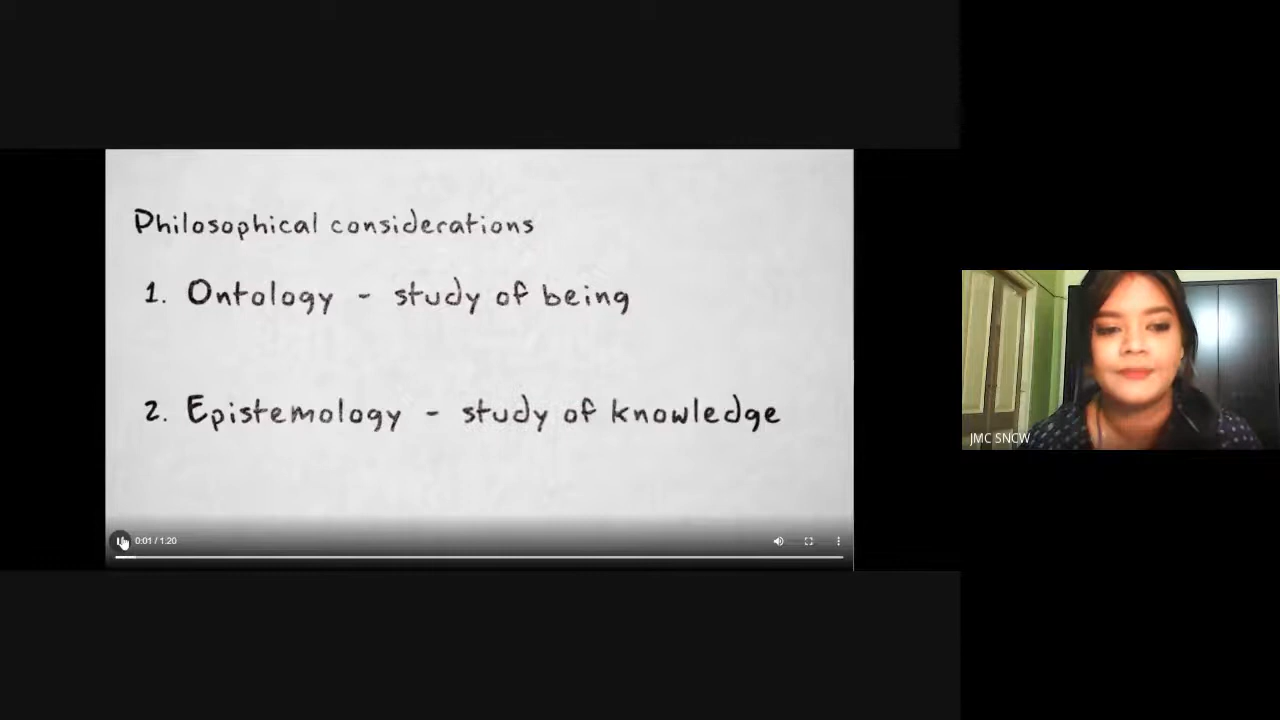 Philosophical considerations
1. Ontology - study of being
2. Epistemology - study of knowledge
0:01 / 1:20
JMC SNCW